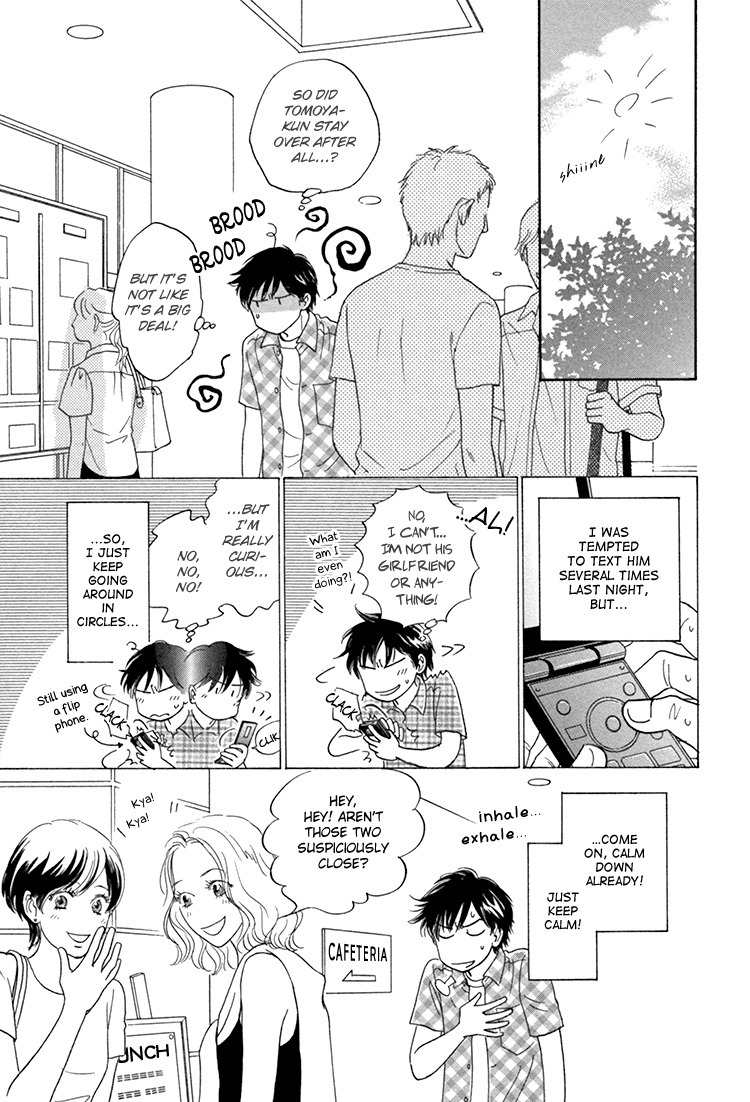 shiiine
SO DID
TOMOYA-
KUN STAY
OVER AFTER
ALL...?
BROOD
BROOD
BUT IT'S
NOT LIKE
IT'S A BIG
DEAL!
I WAS
TEMPTED
TO TEXT HIM
SEVERAL TIMES
LAST NIGHT,
BUT...
...AL!
NO,
I CAN'T...
I'M NOT HIS
GIRLFRIEND
OR ANY-
THING!
What
am I
even
doing?!
CLACK
CLACK
...BUT
I'M
REALLY
CURI-
OUS...
NO,
NO,
NO!
...SO,
I JUST
KEEP
GOING
AROUND
IN
CIRCLES...
Still using
a flip
phone.
CLACK
CLIK
...COME
ON, CALM
DOWN
ALREADY!
JUST
KEEP
CALM!
inhale...
exhale...
HEY,
HEY! AREN'T
THOSE TWO
SUSPICIOUSLY
CLOSE?
Kya!
Kya!
CAFETERIA
UNCH